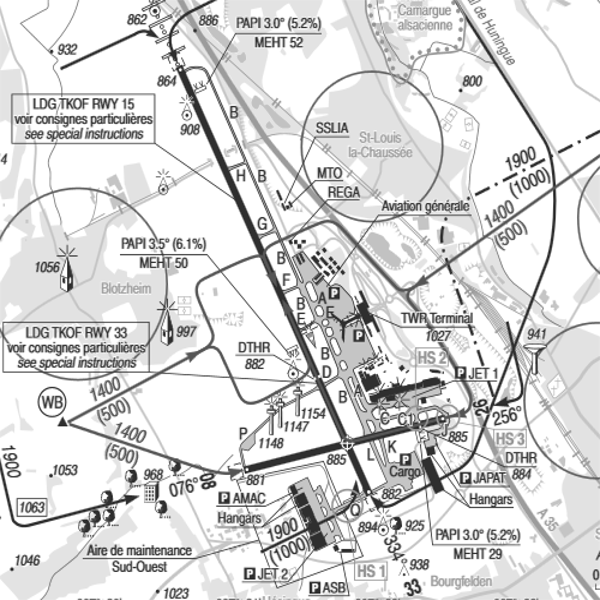 862
886
PAPI 3.0° (5.2%)
MEHT 52
Camargue
alsacienne
al de Huningue
932
864
800
LDG TKOF RWY 15
voir consignes particulières
see special instructions
908
B
SSLIA
St-Louis
la-Chaussée
1900
(1000)
H
B
MTO
REGA
Aviation générale
1400
(500)
G
PAPI 3.5° (6.1%)
MEHT 50
B
F
1056
Blotzheim
A
P
B
E
F
TWR Terminal
1027
P
997
LDG TKOF RWY 33
voir consignes particulières
see special instructions
DTHR
882
B
D
HS 2
941
P JET 1
1400
(500)
WB
1154
1147
1148
B
A
C
C
26
256°
1400
(500)
P
885
L
K
885
HS 3
DTHR
884
1900
1053
968
076°
08
881
P
Cargo
P JAPAT
Hangars
1063
P AMAC
Hangars
882
O
894
925
A 35
1900
(1000)
PAPI 3.0° (5.2%)
MEHT 29
Aire de maintenance
Sud-Ouest
334°
1046
P JET 2
HS 1
938
P ASB
33
Bourgfelden
1023